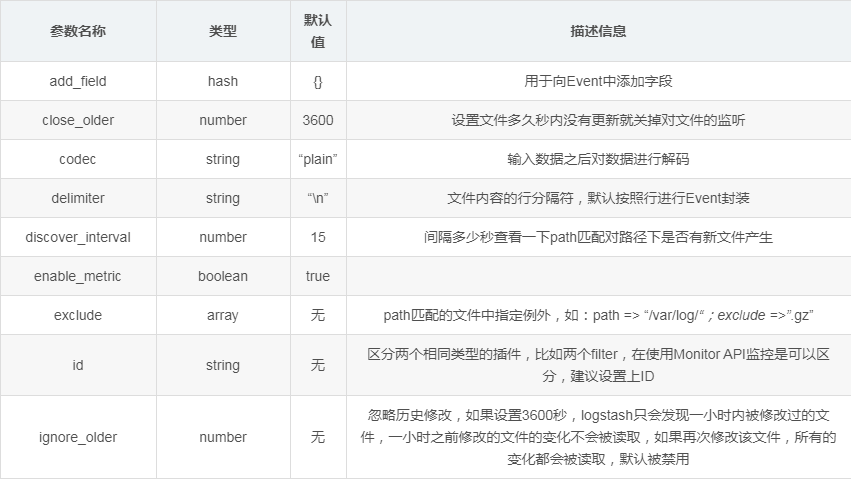 参数名称 类型 默认值 描述信息
add_field hash {} 用于向Event中添加字段
close_older number 3600 设置文件多久秒内没有更新就关掉对文件的监听
codec string “plain” 输入数据之后对数据进行解码
delimiter string “\n” 文件内容的行分隔符，默认按照行进行Event封装
discover_interval number 15 间隔多少秒查看一下path匹配对路径下是否有新文件产生
enable_metric boolean true
exclude array 无 path匹配的文件中指定例外，如：path => “/var/log/“；exclude =>”.gz”
id string 无 区分两个相同类型的插件，比如两个filter，在使用Monitor API监控是可以区
分，建议设置上ID
ignore_older number 无 忽略历史修改，如果设置3600秒，logstash只会发现一小时内被修改过的文
件，一小时之前修改的文件的变化不会被读取，如果再次修改该文件，所有的
变化都会被读取，默认被禁用